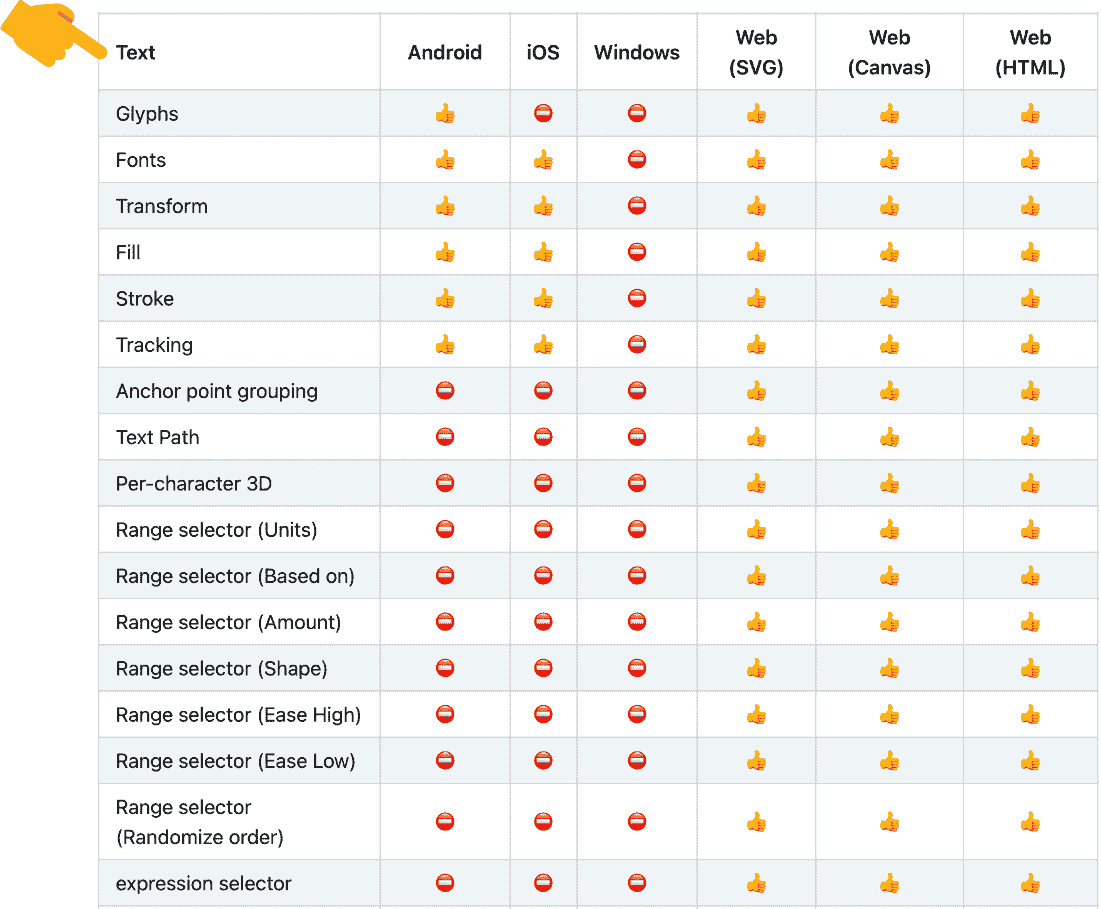 Text Android iOS Windows Web (SVG) Web (Canvas) Web (HTML)
Glyphs
Fonts
Transform
Fill
Stroke
Tracking
Anchor point grouping
Text Path
Per-character 3D
Range selector (Units)
Range selector (Based on)
Range selector (Amount)
Range selector (Shape)
Range selector (Ease High)
Range selector (Ease Low)
Range selector
(Randomize order)
expression selector